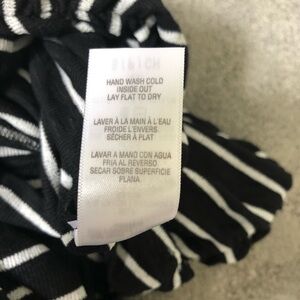 HAND WASH COLD
INSIDE OUT
LAY FLAT TO DRY
LAVER À LA MAIN À L'EAU
FROIDE L'ENVERS
SÉCHER À PLAT
LAVAR A MANO CON AGUA
FRIA AL REVERSO
SECAR SOBRE SUPERFICIE
PLANA.